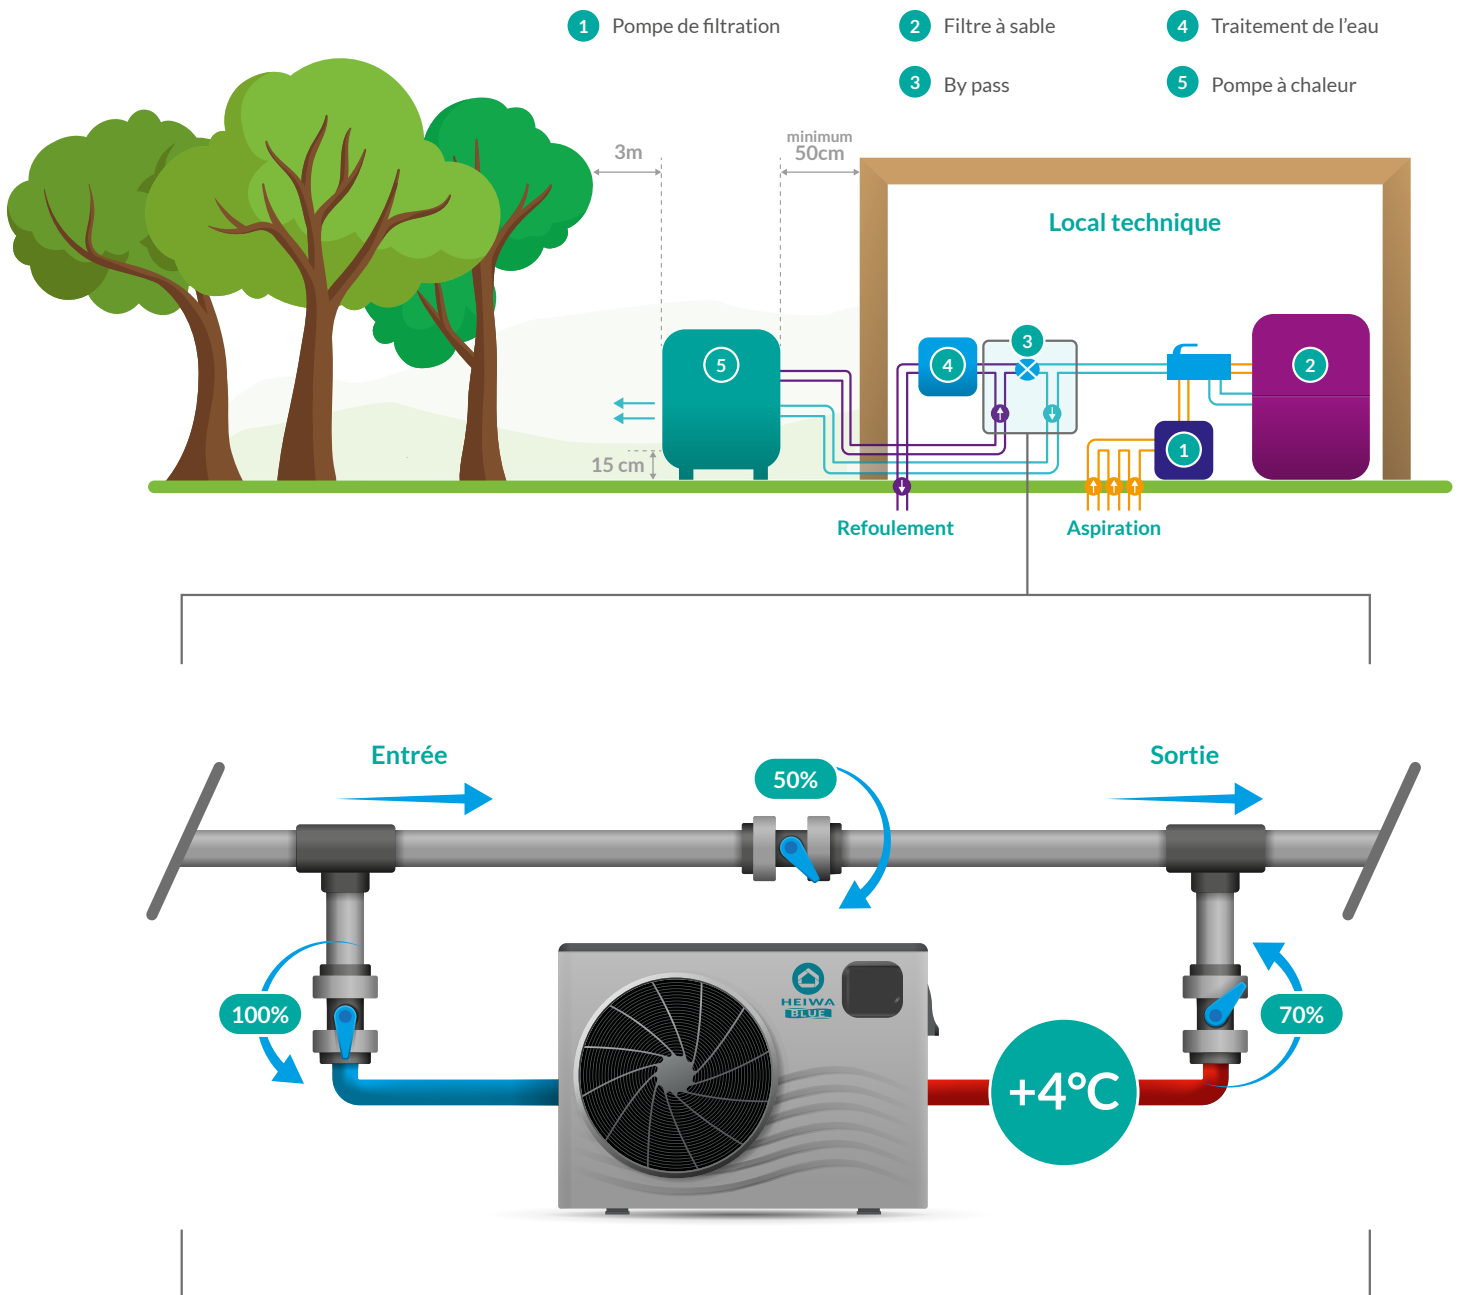 1 Pompe de filtration
2 Filtre à sable
4 Traitement de l'eau
3 By pass
5 Pompe à chaleur
3m
minimum
50cm
Local technique
5
4
3
2
1
15 cm
Refoulement
Aspiration
Entrée
Sortie
50%
100%
70%
HEIWA
BLUE
+4°C